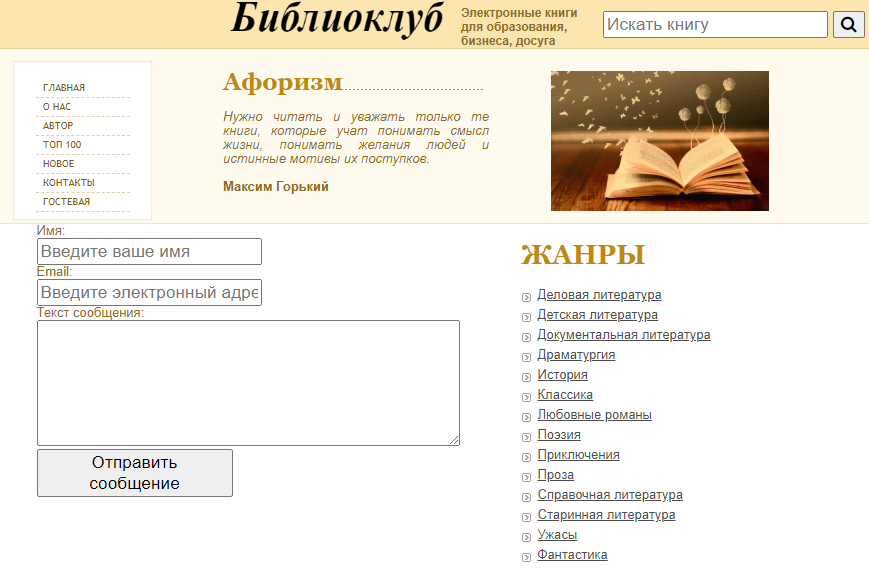 Библиоклуб
Электронные книги
для образования,
бизнеса, досуга
Искать книгу
ГЛАВНАЯ
О НАС
АВТОР
ТОП 100
НОВОЕ
КОНТАКТЫ
ГОСТЕВАЯ
Афоризм
Нужно читать и уважать только те
книги, которые учат понимать смысл
жизни, понимать желания людей и
истинные мотивы их поступков.
Максим Горький
Имя:
Введите ваше имя
Email:
Введите электронный адре
Текст сообщения:
Отправить
сообщение
ЖАНРЫ
Деловая литература
Детская литература
Документальная литература
Драматургия
История
Классика
Любовные романы
Поэзия
Приключения
Проза
Справочная литература
Старинная литература
Ужасы
Фантастика